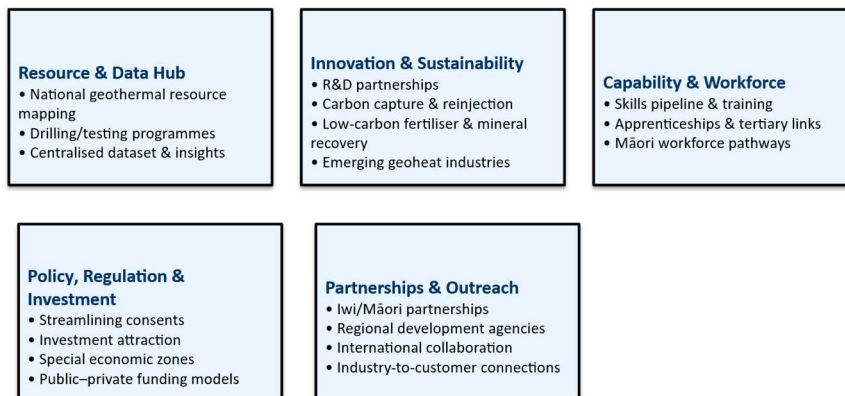 Resource & Data Hub
• National geothermal resource
mapping
• Drilling/testing programmes
• Centralised dataset & insights
Innovation & Sustainability
• R&D partnerships
• Carbon capture & reinjection
• Low-carbon fertiliser & mineral
recovery
• Emerging geoheat industries
Capability & Workforce
• Skills pipeline & training
• Apprenticeships & tertiary links
• Māori workforce pathways
Policy, Regulation &
Investment
• Streamlining consents
• Investment attraction
• Special economic zones
• Public–private funding models
Partnerships & Outreach
• Iwi/Māori partnerships
• Regional development agencies
• International collaboration
• Industry-to-customer connections